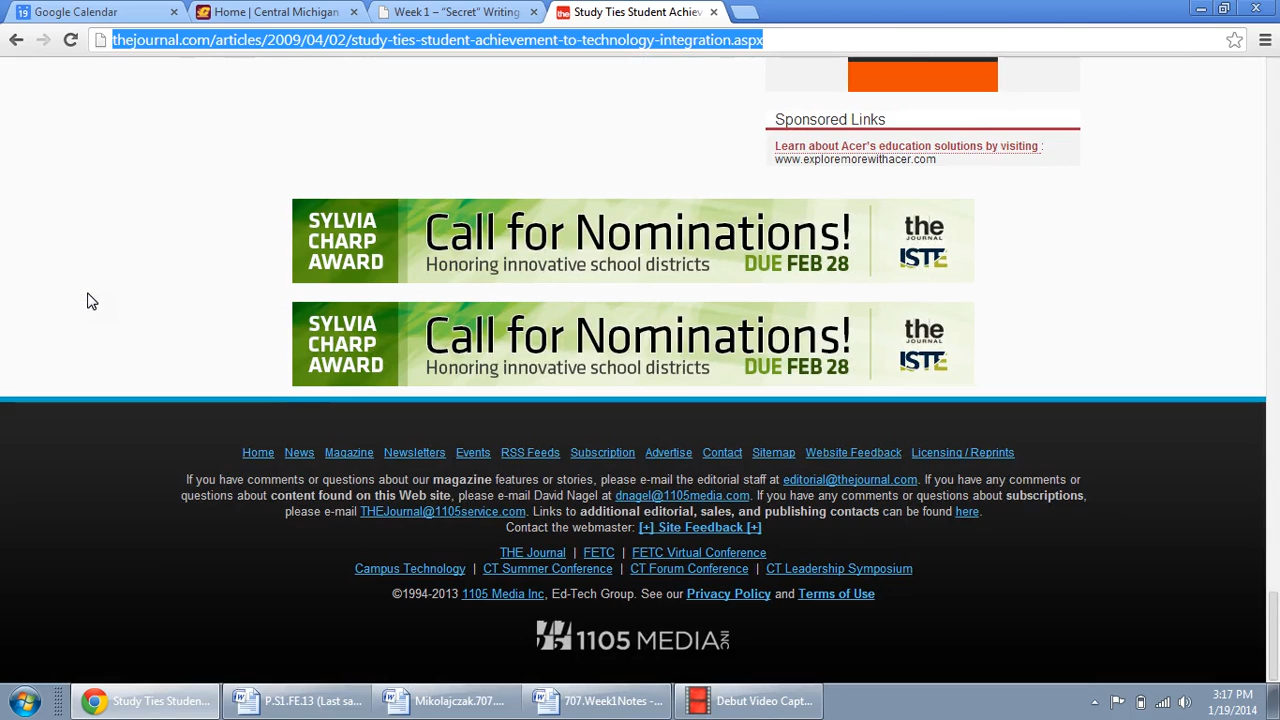 Google Calendar
Home | Central Michigan
Week 1 – “Secret” Writing
Study Ties Student Achiev
thejournal.com/articles/2009/04/02/study-ties-student-achievement-to-technology-integration.aspx
Sponsored Links
Learn about Acer's education solutions by visiting :
www.exploremorewithacer.com
SYLVIA
CHARP
AWARD
Call for Nominations!
Honoring innovative school districts DUE FEB 28
the
JOURNAL
ISTE
SYLVIA
CHARP
AWARD
Call for Nominations!
Honoring innovative school districts DUE FEB 28
the
JOURNAL
ISTE
Home News Magazine Newsletters Events RSS Feeds Subscription Advertise Contact Sitemap Website Feedback Licensing / Reprints
If you have comments or questions about our magazine features or stories, please e-mail the editorial staff at editorial@thejournal.com. If you have any comments or
questions about content found on this Web site, please e-mail David Nagel at dnagel@1105media.com. If you have any comments or questions about subscriptions,
please e-mail THEJournal@1105service.com. Links to additional editorial, sales, and publishing contacts can be found here.
Contact the webmaster: [+] Site Feedback [+]
THE Journal | FETC | FETC Virtual Conference
Campus Technology | CT Summer Conference | CT Forum Conference | CT Leadership Symposium
©1994-2013 1105 Media Inc, Ed-Tech Group. See our Privacy Policy and Terms of Use
1105 MEDIA INC
Study Ties Studen...
P.S1.FE.13 (Last sa...
Mikolajczak.707....
707.Week1Notes -...
Debut Video Capt...
3:17 PM
1/19/2014